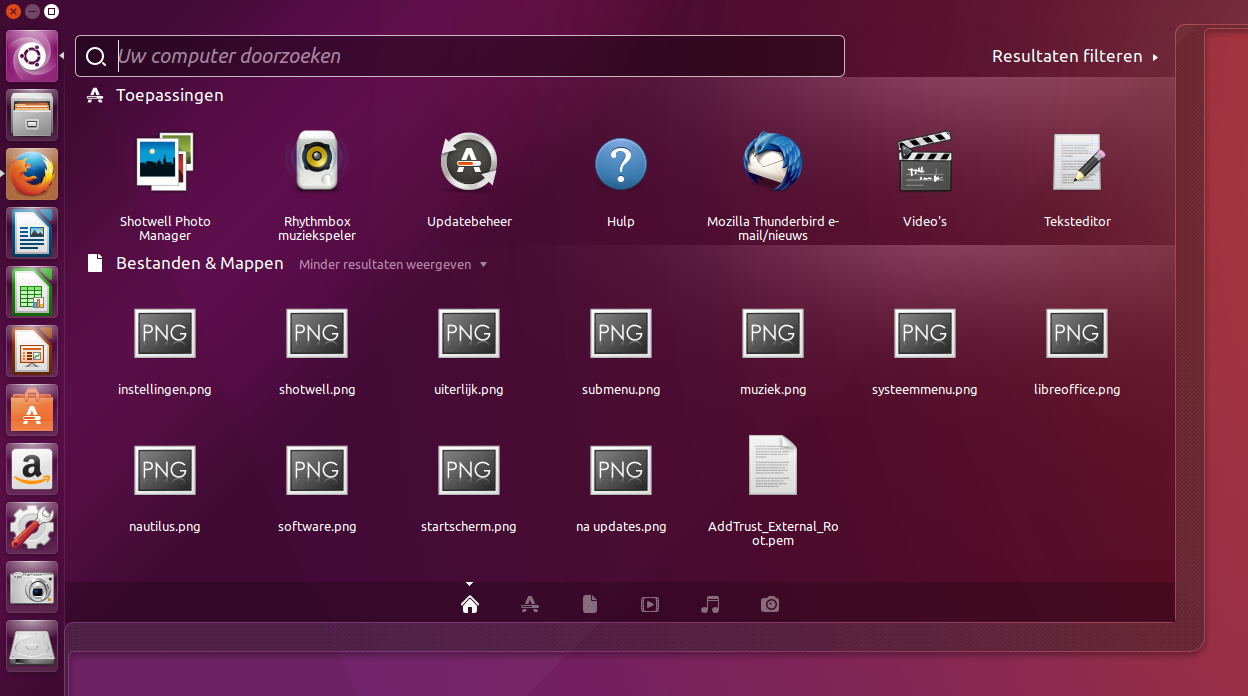 Uw computer doorzoeken
Resultaten filteren
Toepassingen
Shotwell Photo
Manager
Rhythmbox
muziekspeler
Updatebeheer
Hulp
Mozilla Thunderbird e-
mail/nieuws
Video's
Teksteditor
Bestanden & Mappen Minder resultaten weergeven
PNG PNG PNG PNG PNG PNG PNG
instellingen.png shotwell.png uiterlijk.png submenu.png muziek.png systeemmenu.png libreoffice.png
PNG PNG PNG PNG
nautilus.png software.png startscherm.png na updates.png AddTrust_External_Ro
ot.pem